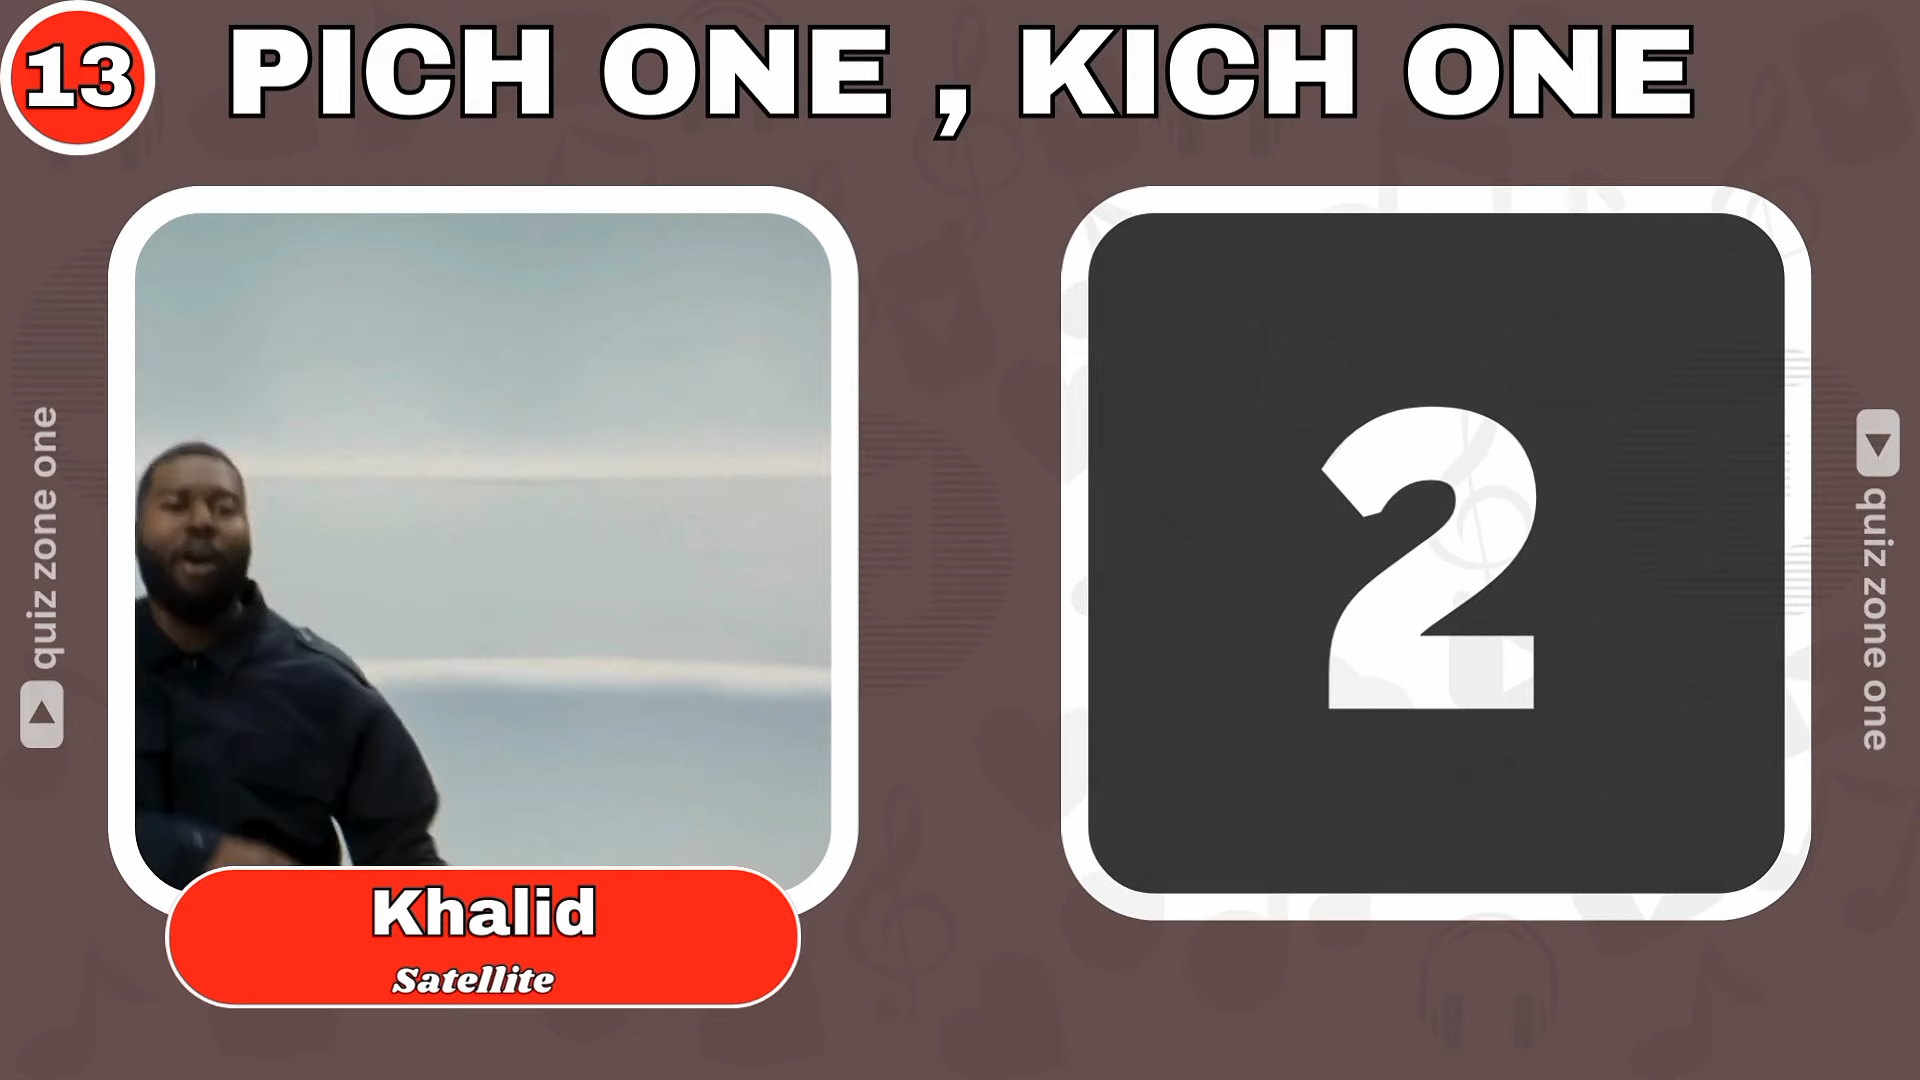 13
PICH ONE , KICH ONE
quiz zone one
2
quiz zone one
Khalid
Satellite